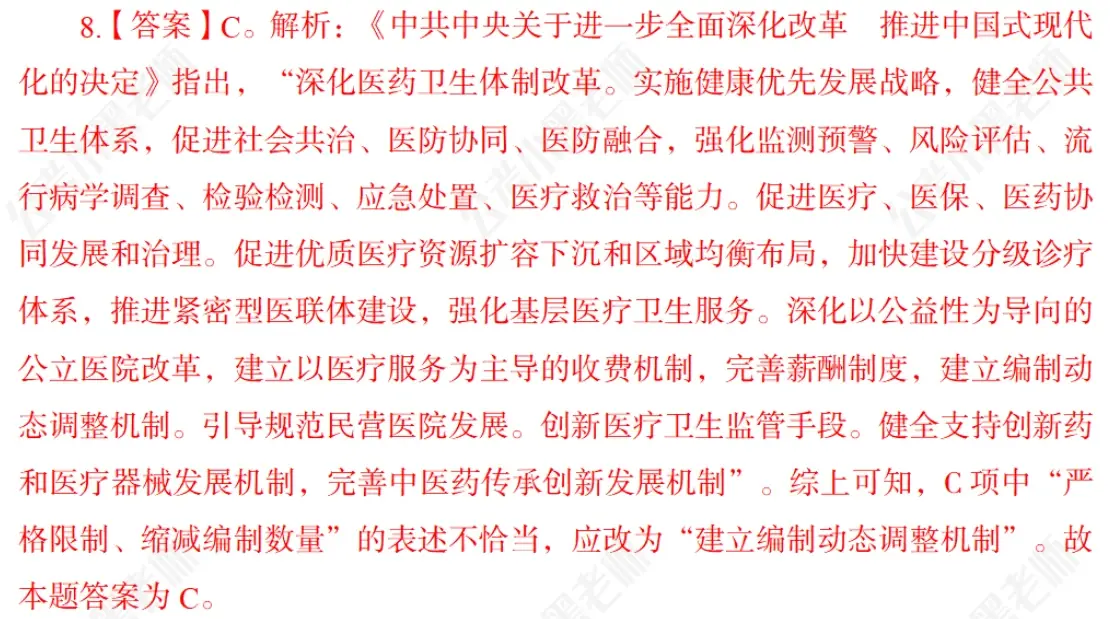 8.【答案】C。解析：《中共中央关于进一步全面深化改革　推进中国式现代
化的决定》指出，“深化医药卫生体制改革。实施健康优先发展战略，健全公共
卫生体系，促进社会共治、医防协同、医防融合，强化监测预警、风险评估、流
行病学调查、检验检测、应急处置、医疗救治等能力。促进医疗、医保、医药协
同发展和治理。促进优质医疗资源扩容下沉和区域均衡布局，加快建设分级诊疗
体系，推进紧密型医联体建设，强化基层医疗卫生服务。深化以公益性为导向的
公立医院改革，建立以医疗服务为主导的收费机制，完善薪酬制度，建立编制动
态调整机制。引导规范民营医院发展。创新医疗卫生监管手段。健全支持创新药
和医疗器械发展机制，完善中医药传承创新发展机制”。综上可知，C 项中“严
格限制、缩减编制数量”的表述不恰当，应改为“建立编制动态调整机制”。故
本题答案为 C。